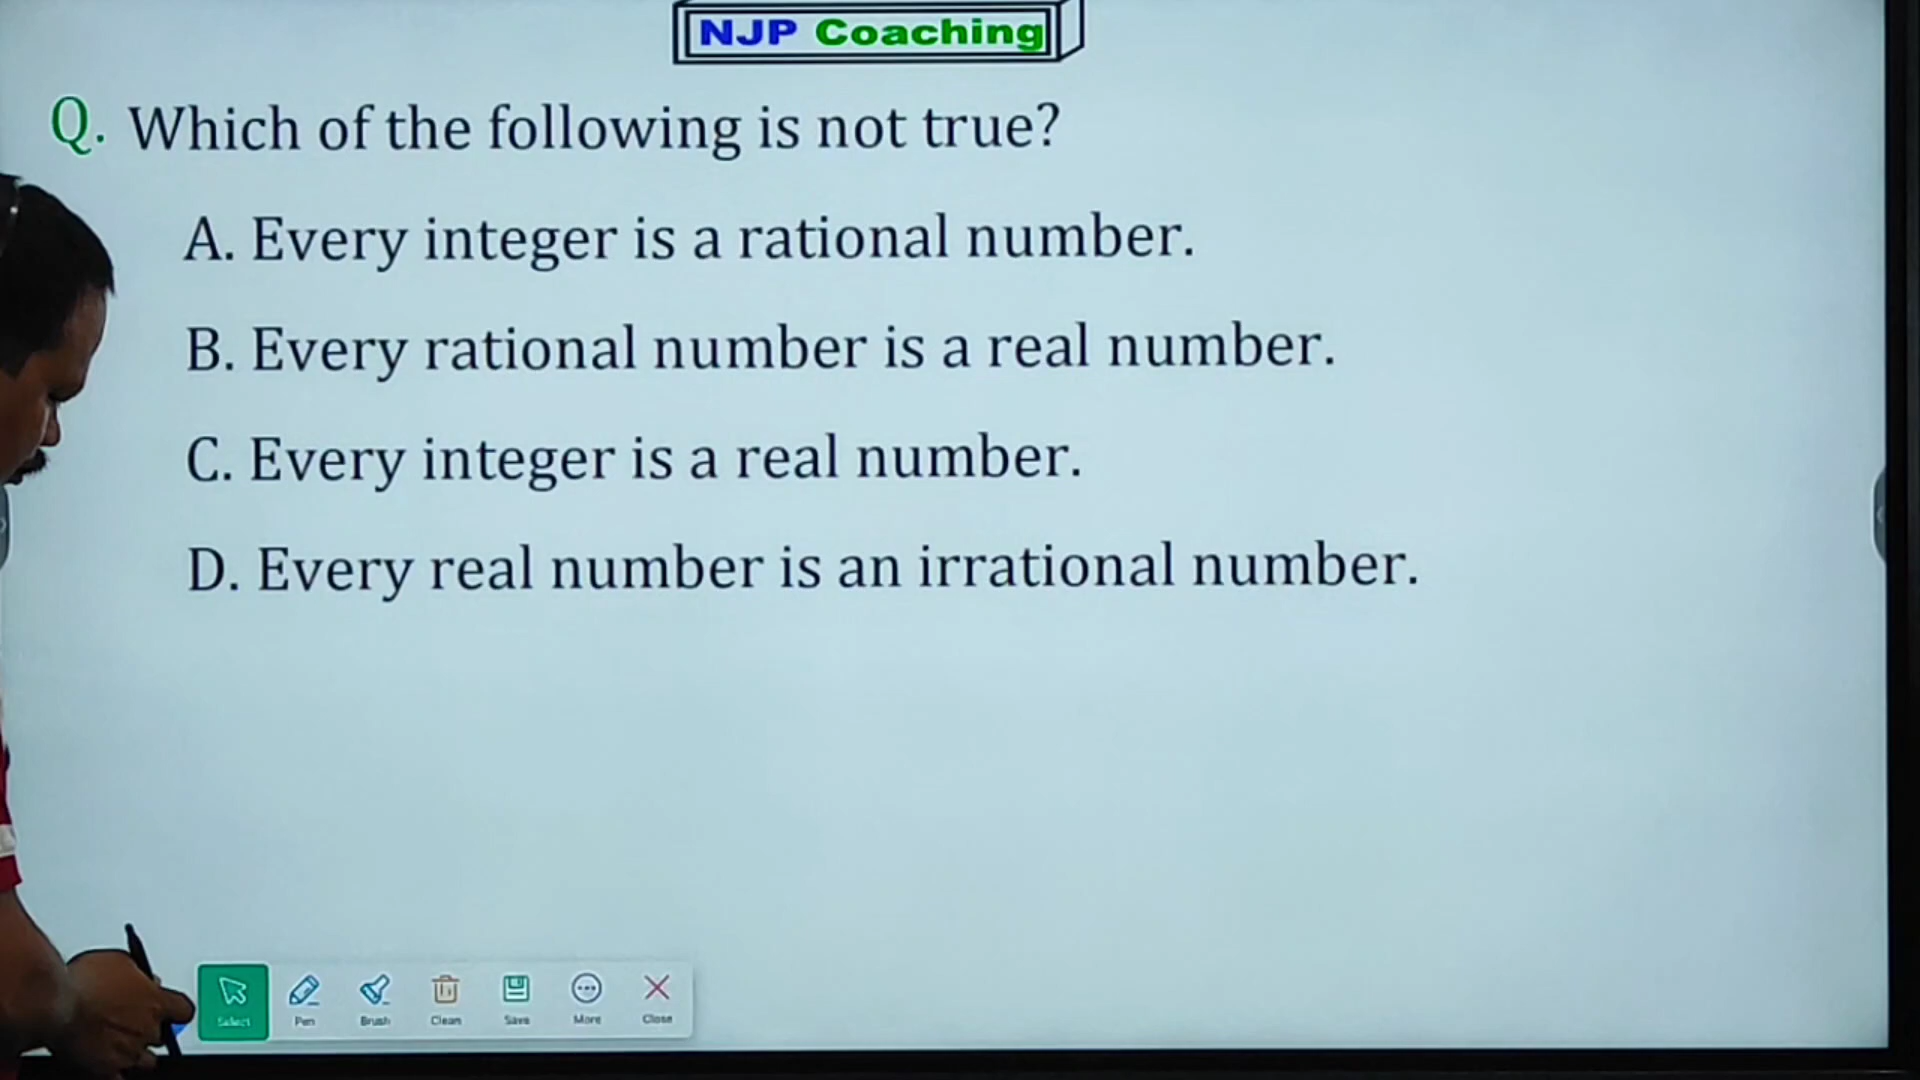 NJP Coaching
Q. Which of the following is not true?
A. Every integer is a rational number.
B. Every rational number is a real number.
C. Every integer is a real number.
D. Every real number is an irrational number.
Select Pen Brush Clean Save More Close